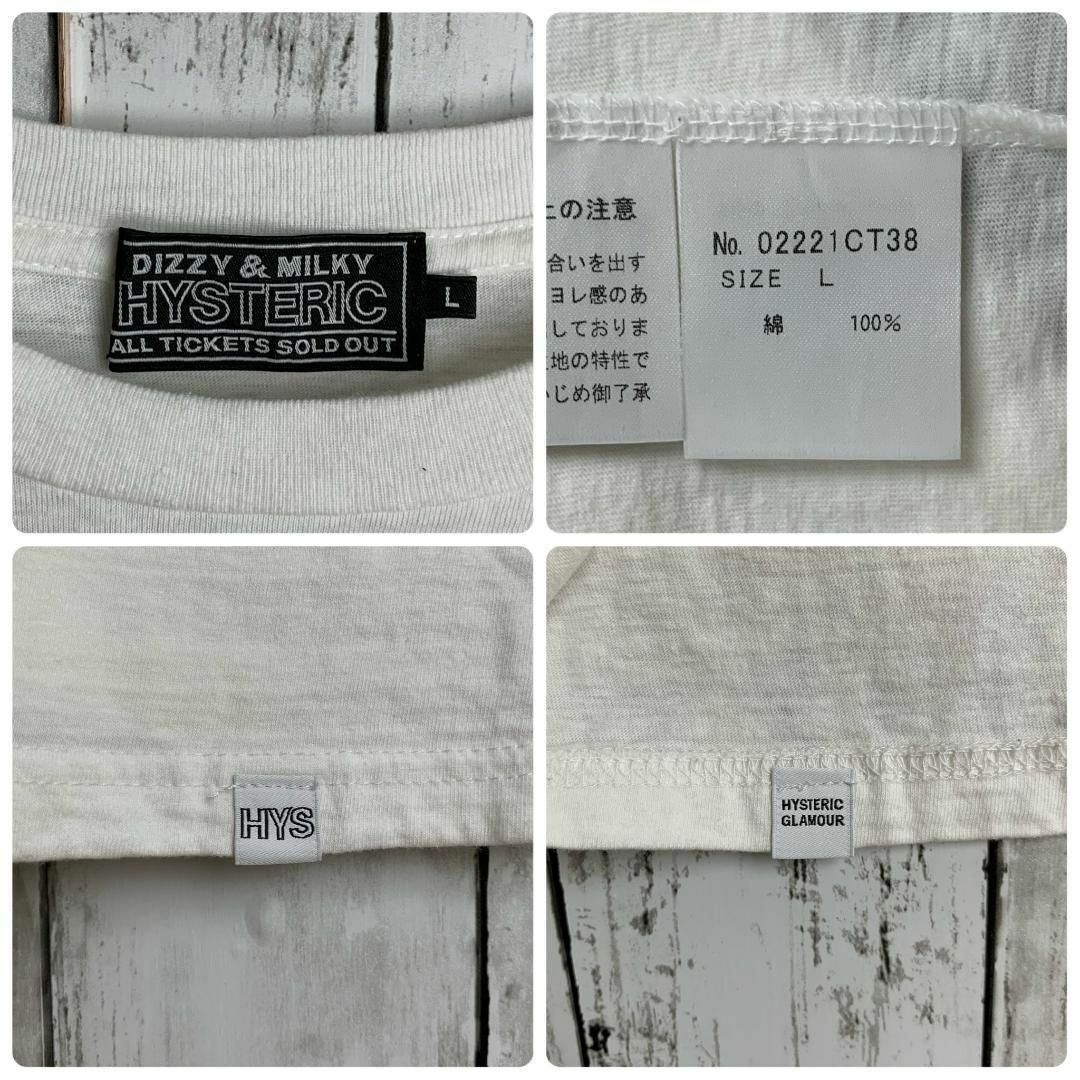 DIZZY & MILKY
HYSTERIC
ALL TICKETS SOLD OUT
L
上の注意
合いを出す
ヨレ感のあ
しておりま
地の特性で
じめ御了承
No. 02221CT38
SIZE L
綿 100%
HYS
HYSTERIC
GLAMOUR